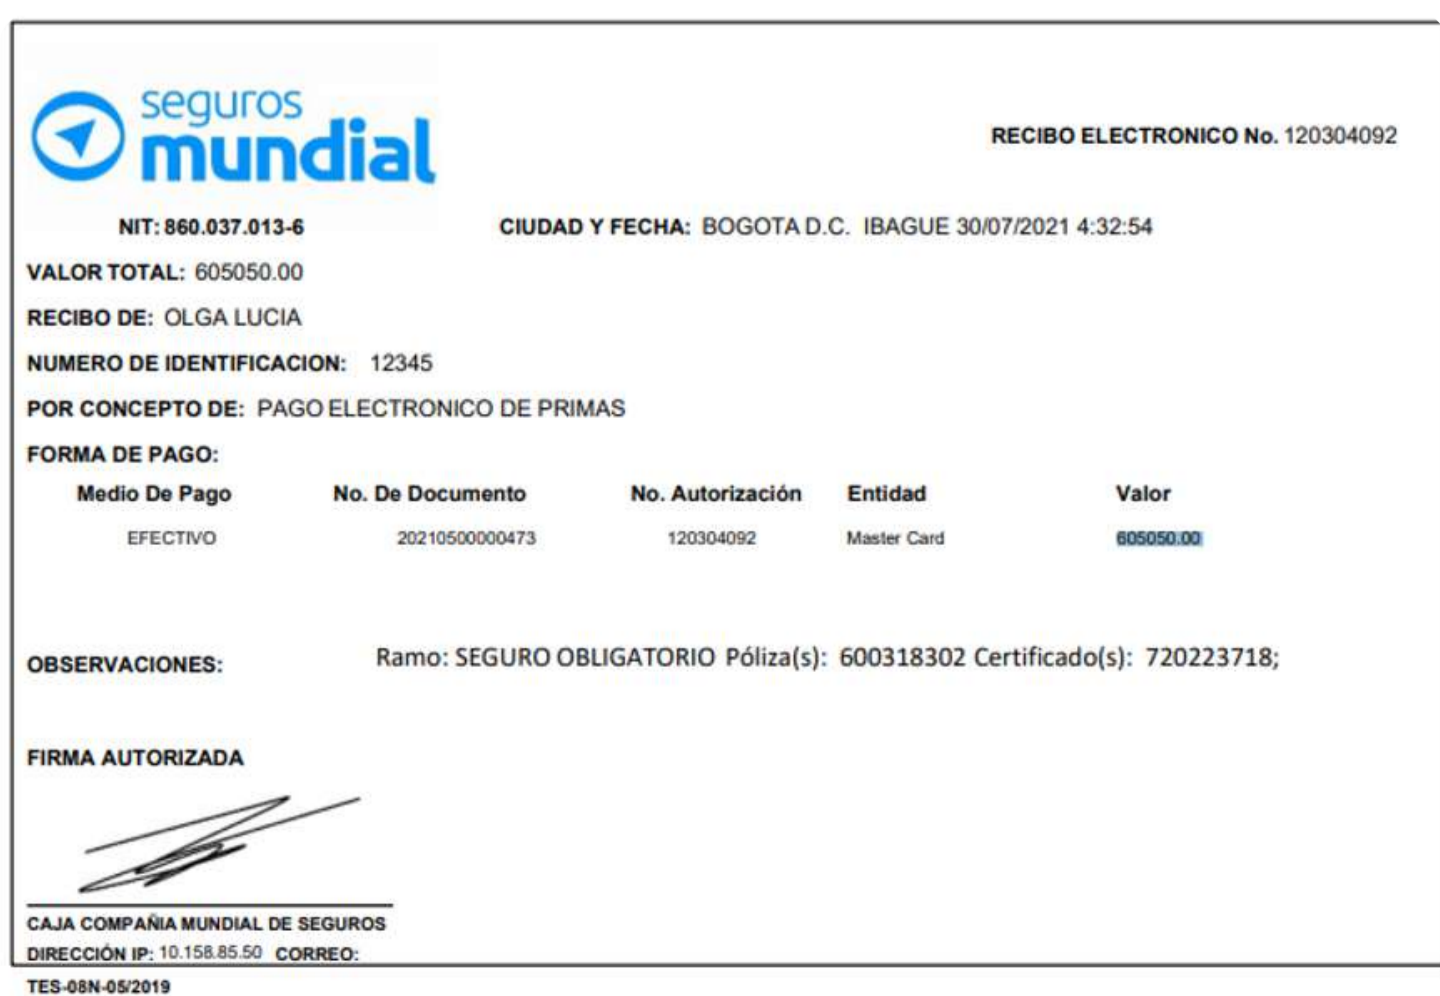 seguros
mundial
RECIBO ELECTRONICO No. 120304092
NIT: 860.037.013-6 CIUDAD Y FECHA: BOGOTA D.C. IBAGUE 30/07/2021 4:32:54
VALOR TOTAL: 605050.00
RECIBO DE: OLGA LUCIA
NUMERO DE IDENTIFICACION: 12345
POR CONCEPTO DE: PAGO ELECTRONICO DE PRIMAS
FORMA DE PAGO:
Medio De Pago No. De Documento No. Autorización Entidad Valor
EFECTIVO 20210500000473 120304092 Master Card 605050.00
OBSERVACIONES: Ramo: SEGURO OBLIGATORIO Póliza(s): 600318302 Certificado(s): 720223718;
FIRMA AUTORIZADA
CAJA COMPAÑIA MUNDIAL DE SEGUROS
DIRECCIÓN IP: 10.158.85.50 CORREO:
TES-08N-05/2019